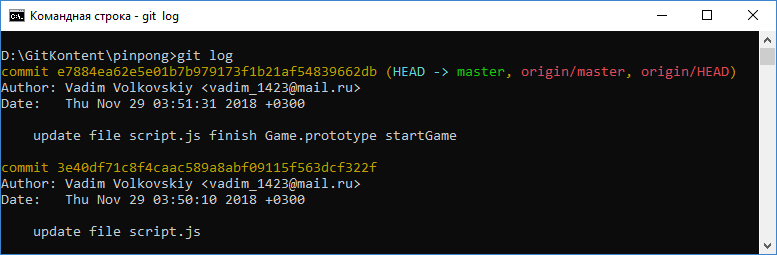 Командная строка - git log
D:\GitKontent\pinpong>git log
commit e7884ea62e5e01b7b979173f1b21af54839662db (HEAD -> master, origin/master, origin/HEAD)
Author: Vadim Volkovskiy <vadim_1423@mail.ru>
Date:   Thu Nov 29 03:51:31 2018 +0300
update file script.js finish Game.prototype startGame
commit 3e40df71c8f4caac589a8abf09115f563dcf322f
Author: Vadim Volkovskiy <vadim_1423@mail.ru>
Date:   Thu Nov 29 03:50:10 2018 +0300
update file script.js